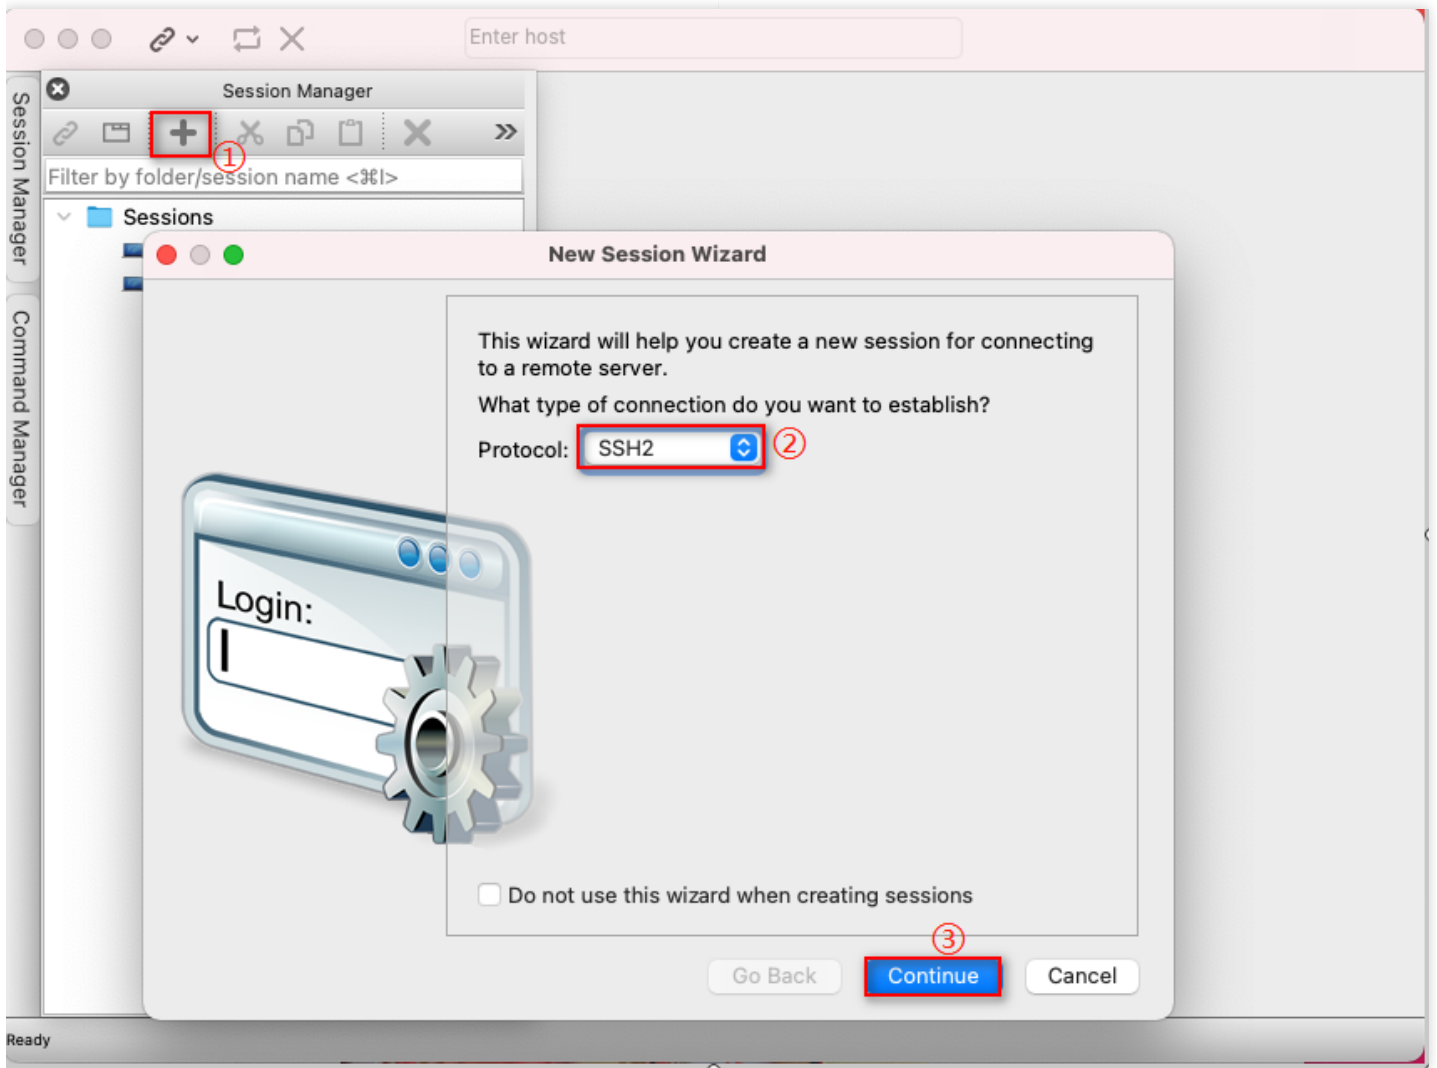 Enter host
Session Manager
Session Manager
①
Filter by folder/session name <⌘I>
Sessions
Command Manager
New Session Wizard
This wizard will help you create a new session for connecting
to a remote server.
What type of connection do you want to establish?
Protocol: SSH2 ②
Login:
Do not use this wizard when creating sessions
③
Go Back Continue Cancel
Ready